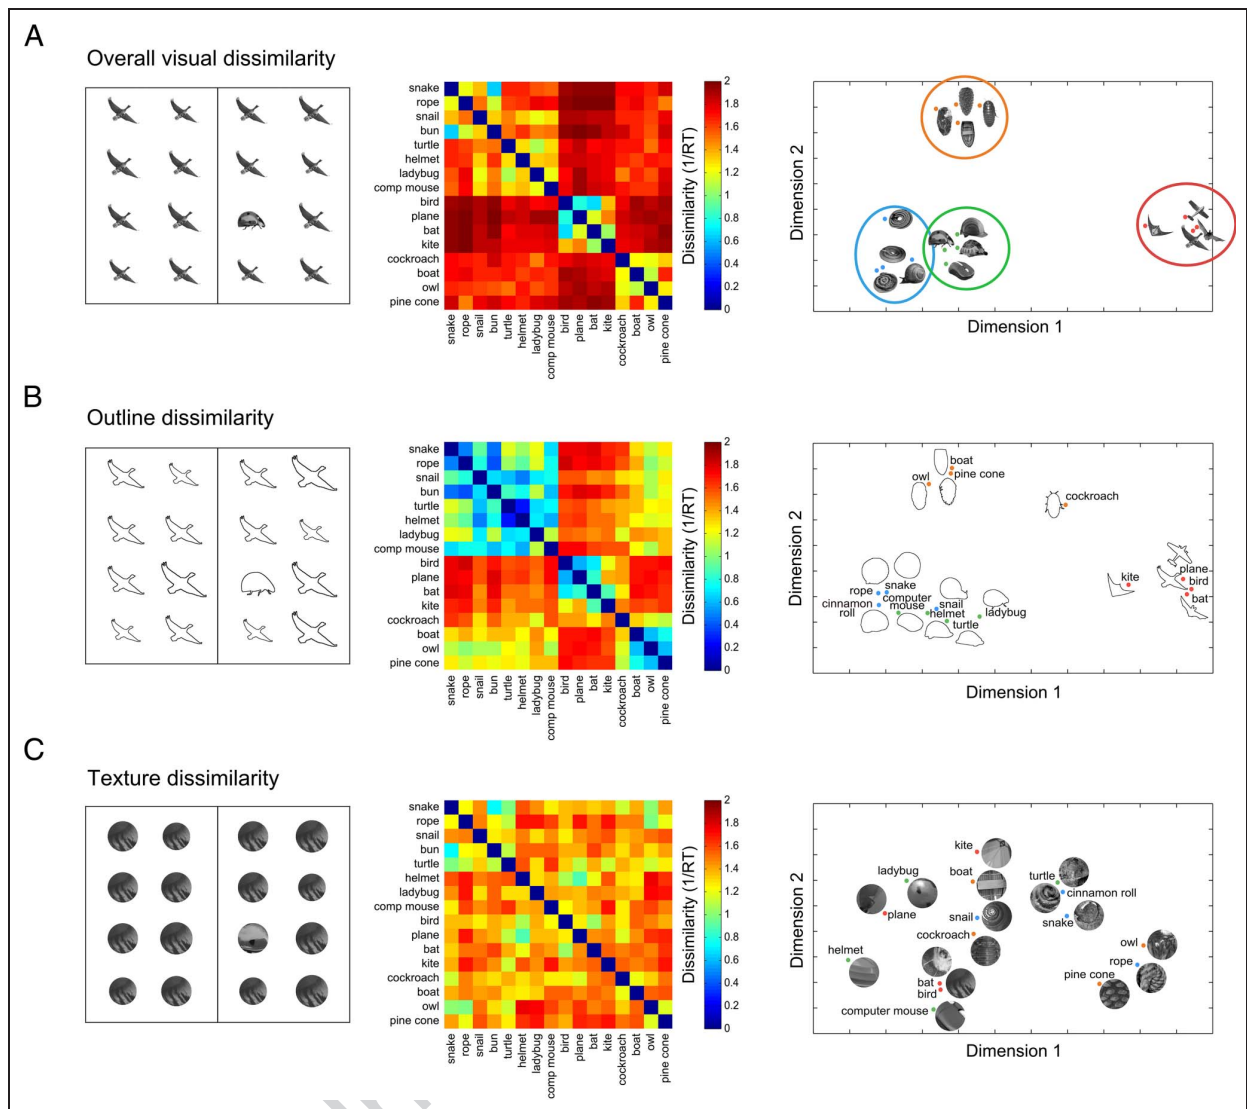 A
Overall visual dissimilarity
snake
rope
snail
bun
turtle
helmet
ladybug
comp mouse
bird
plane
bat
kite
cockroach
boat
owl
pine cone
snake
rope
snail
bun
turtle
helmet
ladybug
comp mouse
bird
plane
bat
kite
cockroach
boat
owl
pine cone
2
1.8
1.6
1.4
1.2
1
0.8
0.6
0.4
0.2
0
Dissimilarity (1/RT)
Dimension 2
Dimension 1
B
Outline dissimilarity
snake
rope
snail
bun
turtle
helmet
ladybug
comp mouse
bird
plane
bat
kite
cockroach
boat
owl
pine cone
snake
rope
snail
bun
turtle
helmet
ladybug
comp mouse
bird
plane
bat
kite
cockroach
boat
owl
pine cone
2
1.8
1.6
1.4
1.2
1
0.8
0.6
0.4
0.2
0
Dissimilarity (1/RT)
Dimension 2
boat
pine cone
owl
cockroach
plane
bird
bat
kite
snake
rope
computer
mouse
cinnamon
roll
snail
helmet
turtle
ladybug
Dimension 1
C
Texture dissimilarity
snake
rope
snail
bun
turtle
helmet
ladybug
comp mouse
bird
plane
bat
kite
cockroach
boat
owl
pine cone
snake
rope
snail
bun
turtle
helmet
ladybug
comp mouse
bird
plane
bat
kite
cockroach
boat
owl
pine cone
2
1.8
1.6
1.4
1.2
1
0.8
0.6
0.4
0.2
0
Dissimilarity (1/RT)
Dimension 2
kite
ladybug
boat
turtle
cinnamon roll
plane
snail
snake
cockroach
owl
helmet
rope
pine cone
bat
bird
computer mouse
Dimension 1